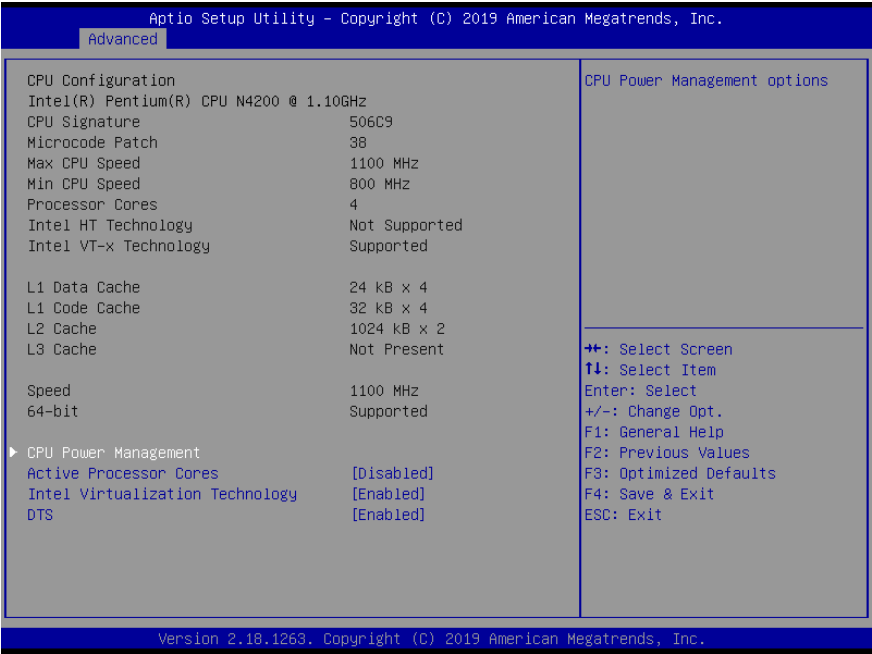 Aptio Setup Utility – Copyright (C) 2019 American Megatrends, Inc.
Advanced
CPU Configuration
Intel(R) Pentium(R) CPU N4200 @ 1.10GHz
CPU Signature 506C9
Microcode Patch 38
Max CPU Speed 1100 MHz
Min CPU Speed 800 MHz
Processor Cores 4
Intel HT Technology Not Supported
Intel VT-x Technology Supported
L1 Data Cache 24 kB x 4
L1 Code Cache 32 kB x 4
L2 Cache 1024 kB x 2
L3 Cache Not Present
Speed 1100 MHz
64-bit Supported
CPU Power Management
Active Processor Cores [Disabled]
Intel Virtualization Technology [Enabled]
DTS [Enabled]
CPU Power Management options
→←: Select Screen
↑↓: Select Item
Enter: Select
+/-: Change Opt.
F1: General Help
F2: Previous Values
F3: Optimized Defaults
F4: Save & Exit
ESC: Exit
Version 2.18.1263. Copyright (C) 2019 American Megatrends, Inc.